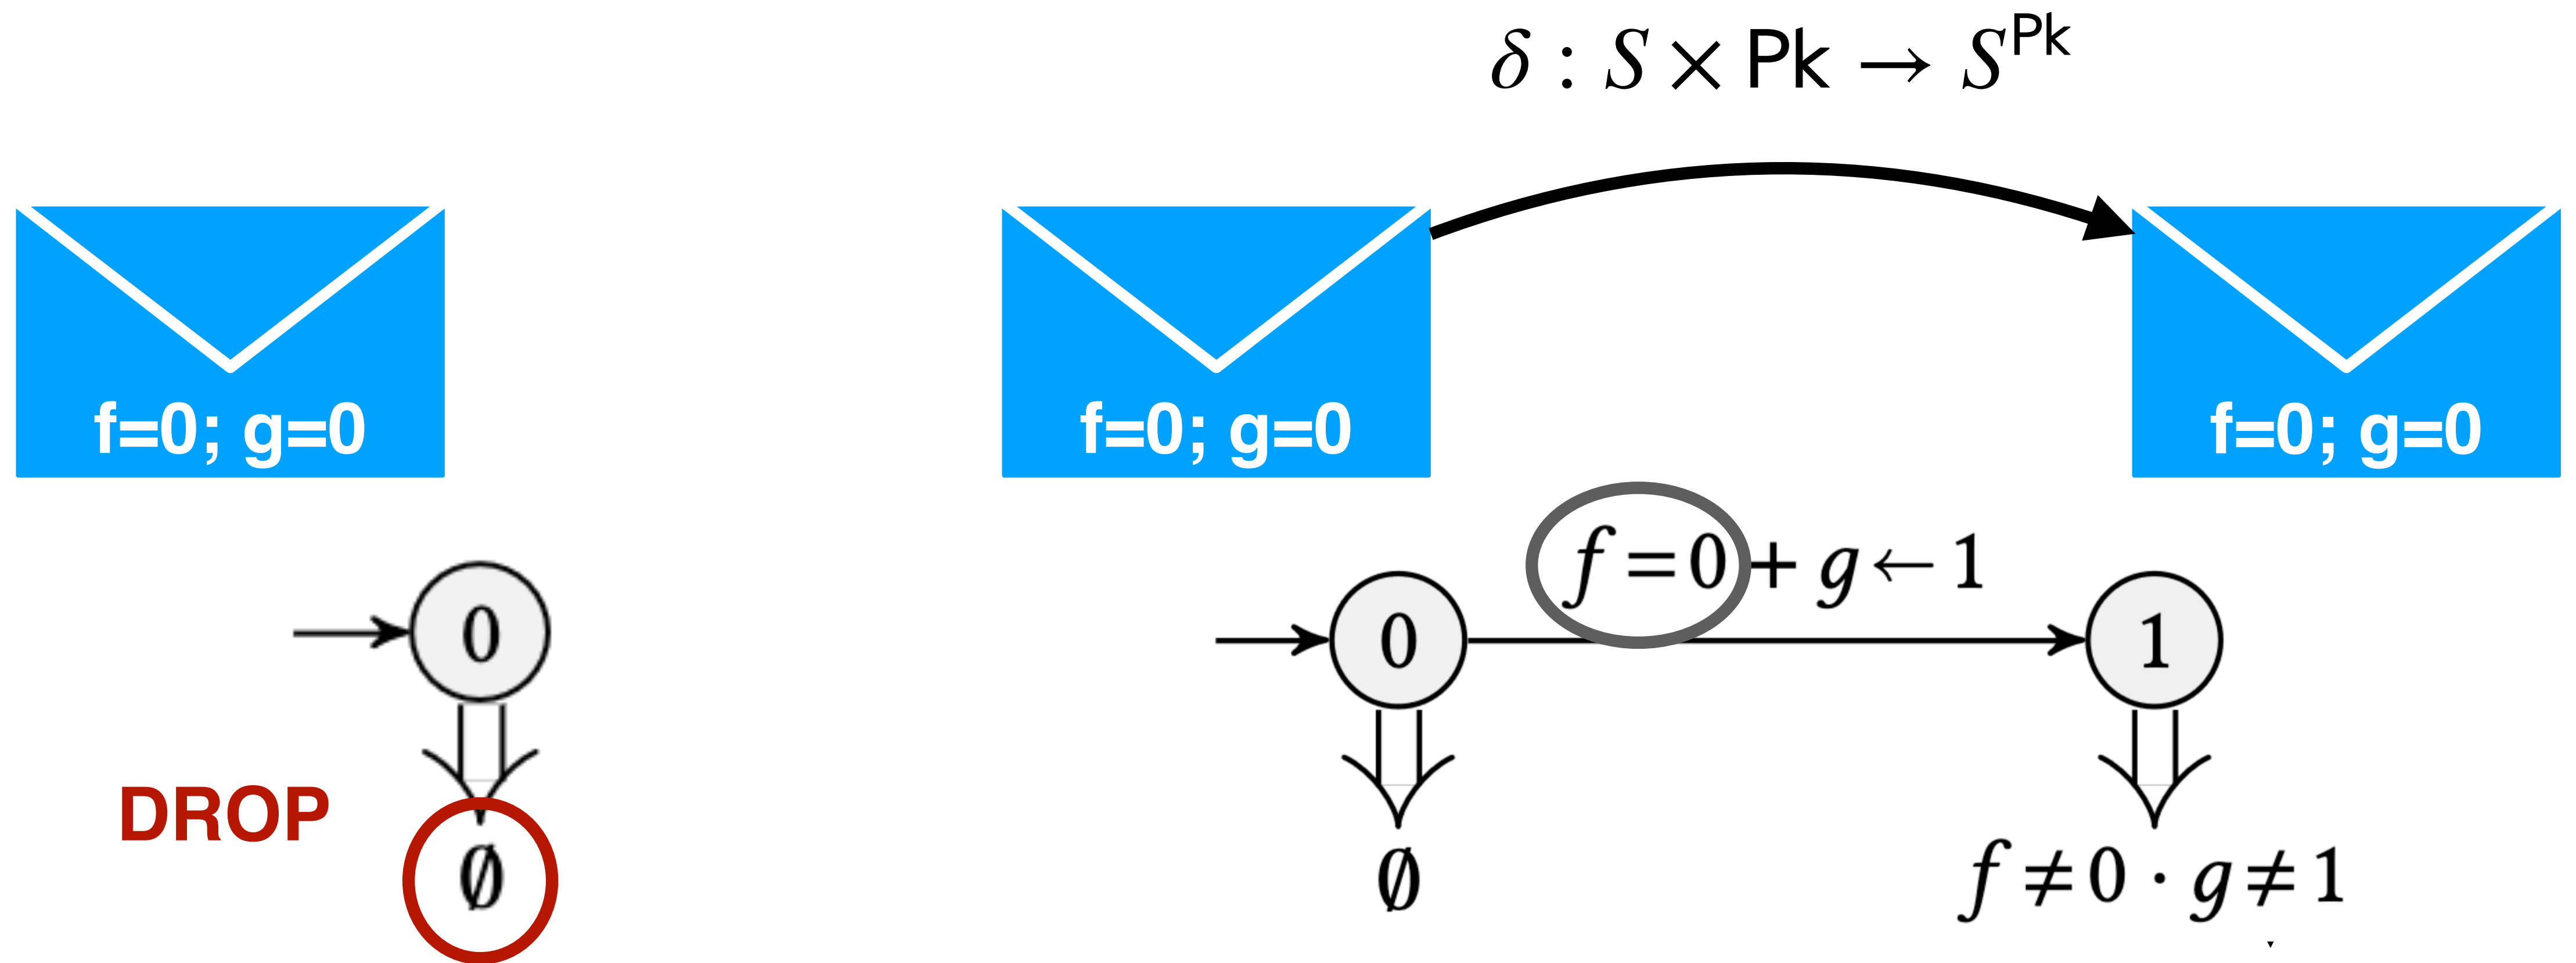 δ : S × Pk → S^Pk
f=0; g=0
f=0; g=0
f=0; g=0
f = 0 + g ← 1
0
0
1
DROP
∅
∅
f ≠ 0 · g ≠ 1